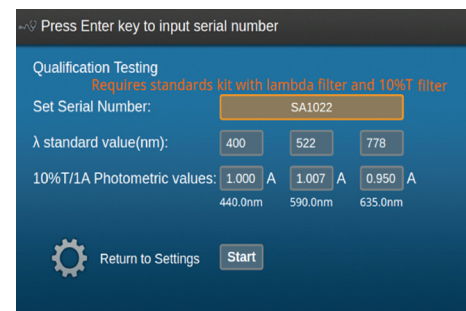 Press Enter key to input serial number
Qualification Testing
Requires standards kit with lambda filter and 10%T filter
Set Serial Number: SA1022
λ standard value(nm): 400 522 778
10%T/1A Photometric values: 1.000 A 1.007 A 0.950 A
440.0nm 590.0nm 635.0nm
Return to Settings Start